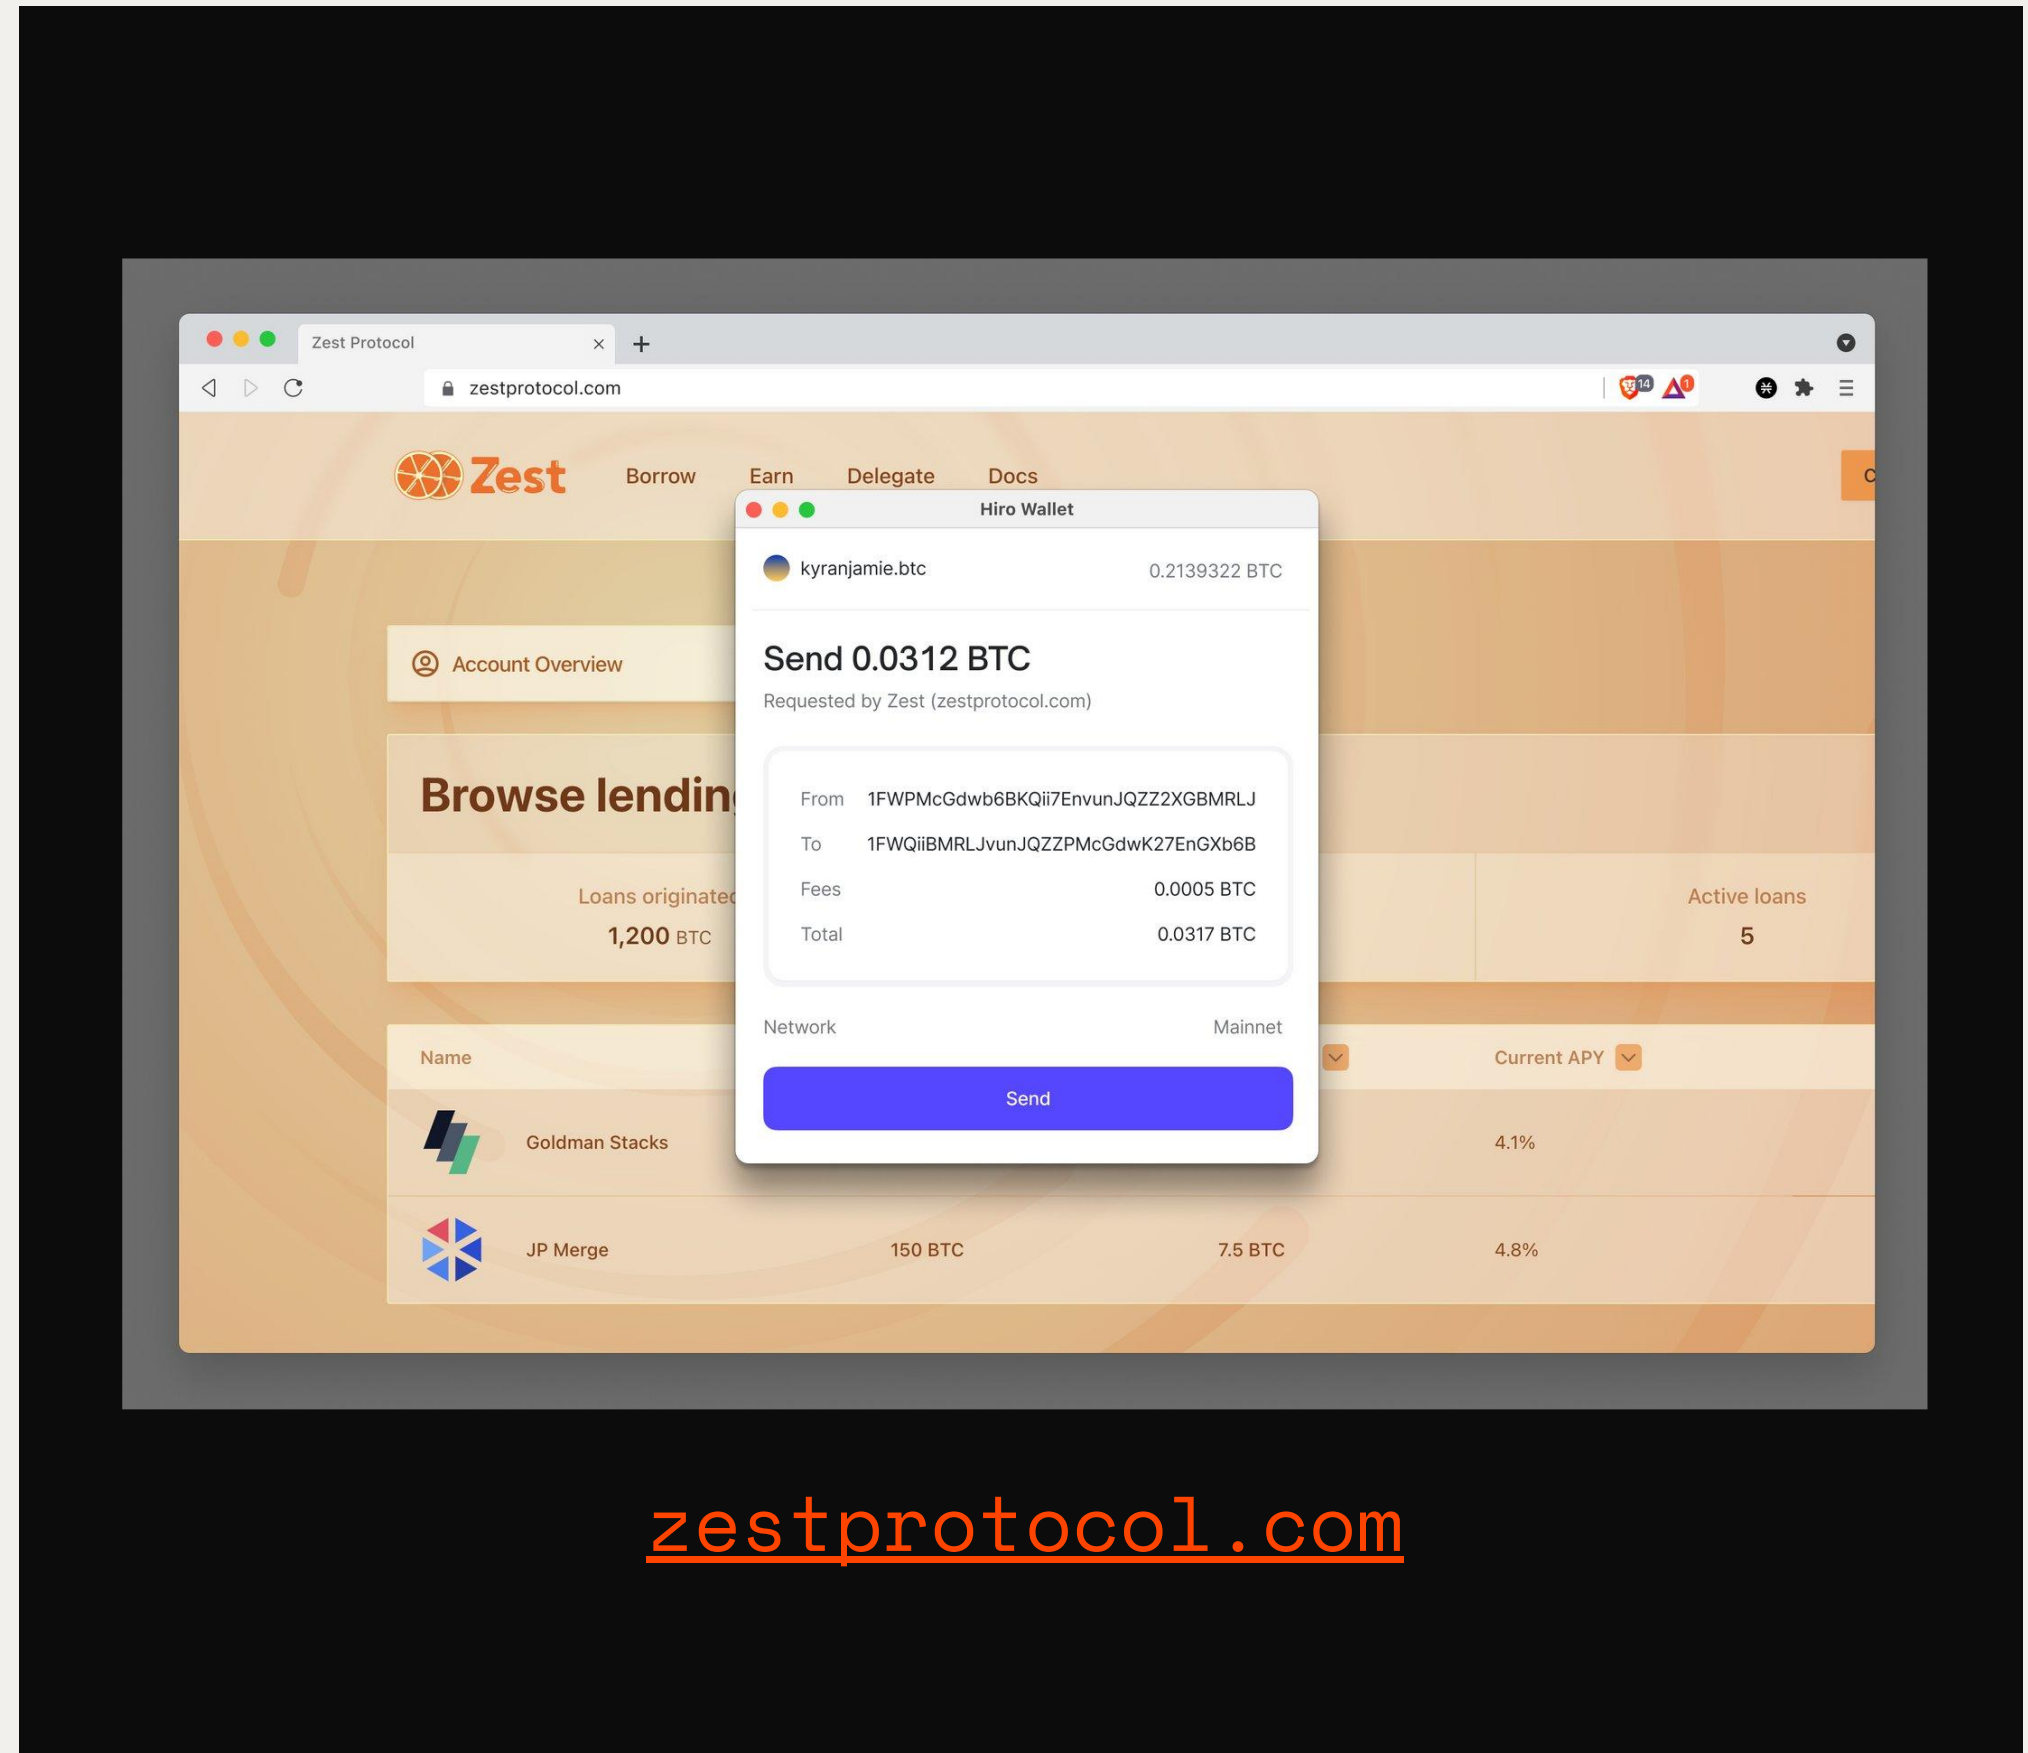 Zest Protocol
zestprotocol.com
14
1
Zest Borrow Earn Delegate Docs
Hiro Wallet
kyranjamie.btc 0.2139322 BTC
Account Overview
Send 0.0312 BTC
Requested by Zest (zestprotocol.com)
Browse
From 1FWPMcGdwb6BKQii7EnvunJQZZ2XGBMRLJ
To 1FWQiiBMRLJvunJQZZPMcGdwK27EnGXb6B
Fees 0.0005 BTC
Total 0.0317 BTC
Loans
1,200 BTC
Active loans
5
Network Mainnet
Name
Current APY
Send
Goldman Stacks 4.1%
JP Merge 150 BTC 7.5 BTC 4.8%
zestprotocol.com